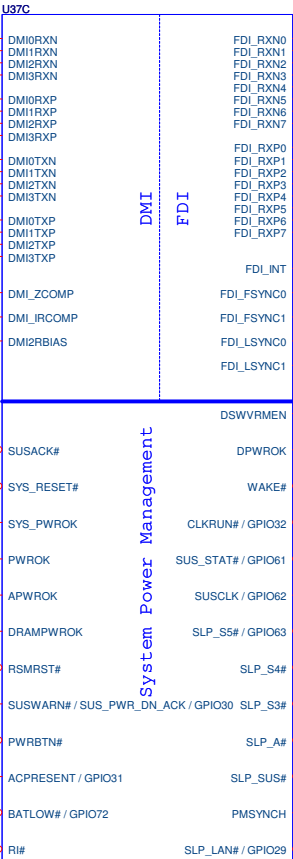 U37C
DMI0RXN FDI_RXN0
DMI1RXN FDI_RXN1
DMI2RXN FDI_RXN2
DMI3RXN FDI_RXN3
FDI_RXN4
DMI0RXP FDI_RXN5
DMI1RXP FDI_RXN6
DMI2RXP FDI_RXN7
DMI3RXP
FDI_RXP0
DMI0TXN FDI_RXP1
DMI1TXN FDI_RXP2
DMI2TXN FDI_RXP3
DMI3TXN FDI_RXP4
FDI_RXP5
DMI0TXP FDI_RXP6
DMI1TXP FDI_RXP7
DMI2TXP
DMI3TXP
DMI FDI
FDI_INT
DMI_ZCOMP FDI_FSYNC0
DMI_IRCOMP FDI_FSYNC1
DMI2RBIAS FDI_LSYNC0
FDI_LSYNC1
DSWVRMEN
SUSACK# DPWROK
SYS_RESET# WAKE#
SYS_PWROK CLKRUN# / GPIO32
PWROK SUS_STAT# / GPIO61
APWROK SUSCLK / GPIO62
DRAMPWROK SLP_S5# / GPIO63
RSMRST# SLP_S4#
SUSWARN# / SUS_PWR_DN_ACK / GPIO30 SLP_S3#
PWRBTN# SLP_A#
ACPRESENT / GPIO31 SLP_SUS#
BATLOW# / GPIO72 PMSYNCH
RI# SLP_LAN# / GPIO29
System Power Management